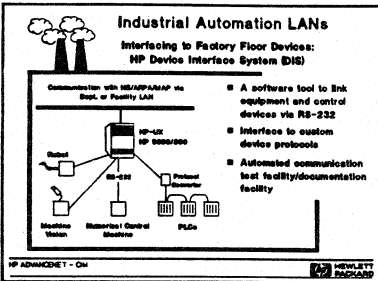 Industrial Automation LANs
Interfacing to Factory Floor Devices:
HP Device Interface System (DIS)
Communication with NS/ARPA/MAP via
Dept. or Facility LAN
HP-UX
HP 9000/800
Robot
RS-232
Protocol
Converter
Machine
Vision
Numerical Control
Machine
PLCs
■ A software tool to link
equipment and control
devices via RS-232
■ Interface to custom
device protocols
■ Automated communication
test facility/documentation
facility
HP ADVANCENET - CIM
hp HEWLETT
PACKARD